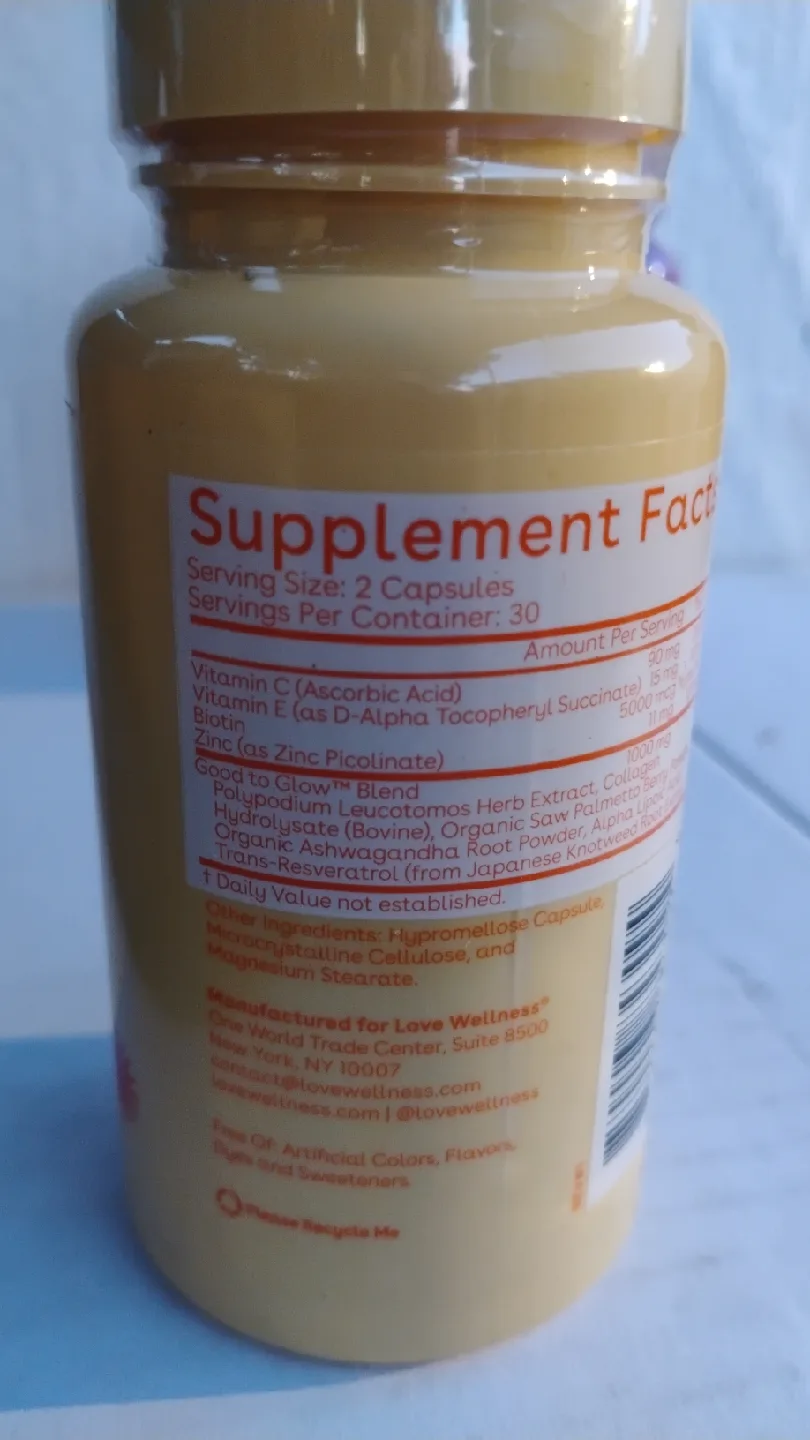 Supplement Facts
Serving Size: 2 Capsules
Servings Per Container: 30
Amount Per Serving
Vitamin C (Ascorbic Acid) 90 mg
Vitamin E (as D-Alpha Tocopheryl Succinate) 15 mg
Biotin 5000 mcg
Zinc (as Zinc Picolinate) 11 mg
Good to Glow™ Blend 1000 mg
Polypodium Leucotomos Herb Extract, Collagen
Hydrolysate (Bovine), Organic Saw Palmetto Berry
Organic Ashwagandha Root Powder, Alpha Lipoic
Trans-Resveratrol (from Japanese Knotweed Root
† Daily Value not established.
Other Ingredients: Hypromellose Capsule,
Microcrystalline Cellulose, and
Magnesium Stearate.
Manufactured for Love Wellness®
One World Trade Center, Suite 8500
New York, NY 10007
contact@lovewellness.com
lovewellness.com | @lovewellness
Free Of: Artificial Colors, Flavors,
Dyes and Sweeteners
Please Recycle Me